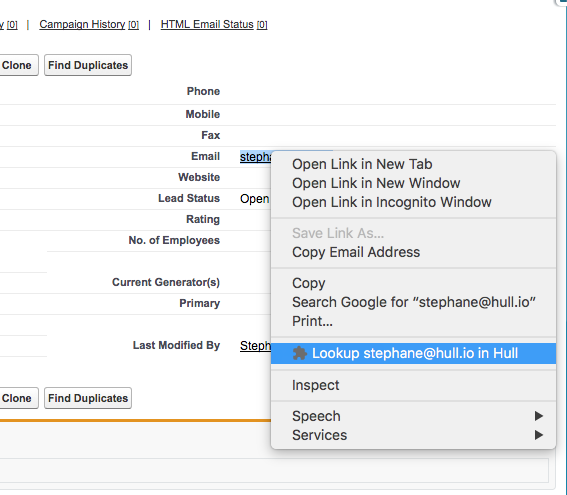 y [0] | Campaign History [0] | HTML Email Status [0]
Clone Find Duplicates
Phone
Mobile
Fax
Email steph
Website
Lead Status Open
Rating
No. of Employees
Current Generator(s)
Primary
Last Modified By Steph
Clone Find Duplicates
Open Link in New Tab
Open Link in New Window
Open Link in Incognito Window
Save Link As...
Copy Email Address
Copy
Search Google for “stephane@hull.io”
Print...
Lookup stephane@hull.io in Hull
Inspect
Speech
Services